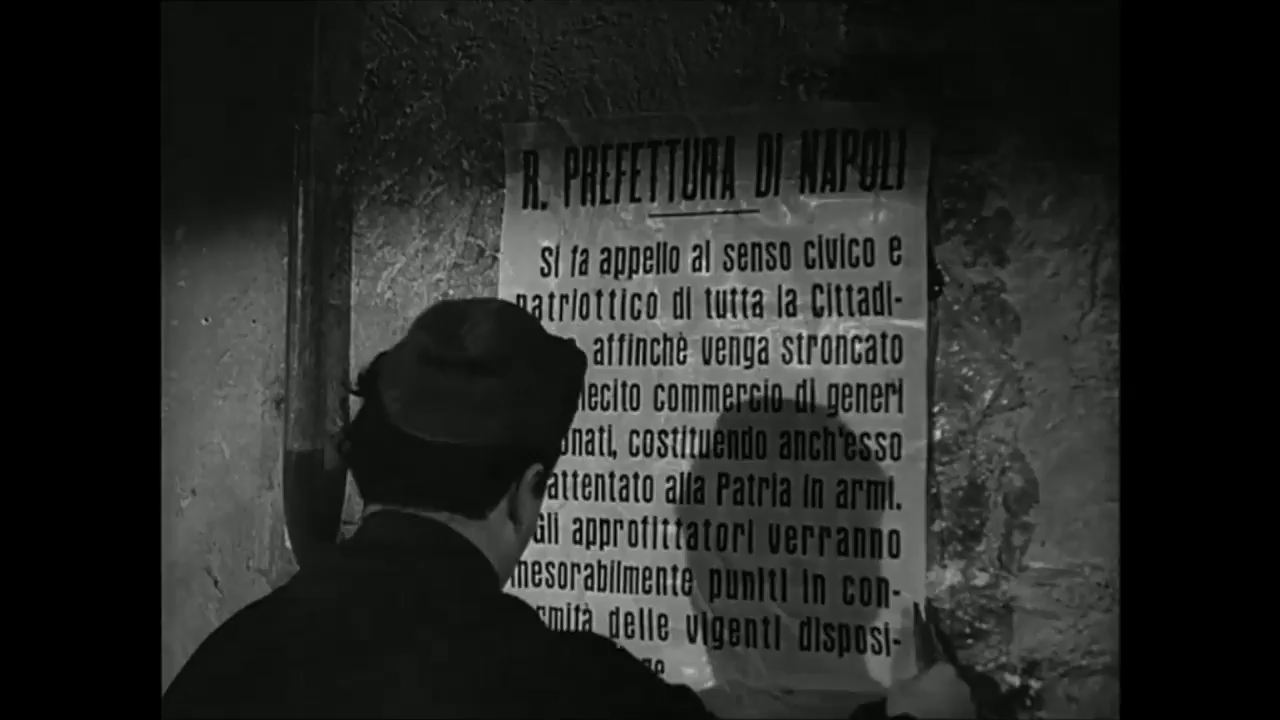 R. PREFETTURA DI NAPOLI
Si fa appello al senso civico e
patriottico di tutta la Cittadi-
affinchè venga stroncato
commercio di generi
costituendo anch'esso
attentato alla Patria in armi.
Gli approfittatori verranno
inesorabilmente puniti in con-
delle vigenti disposi-